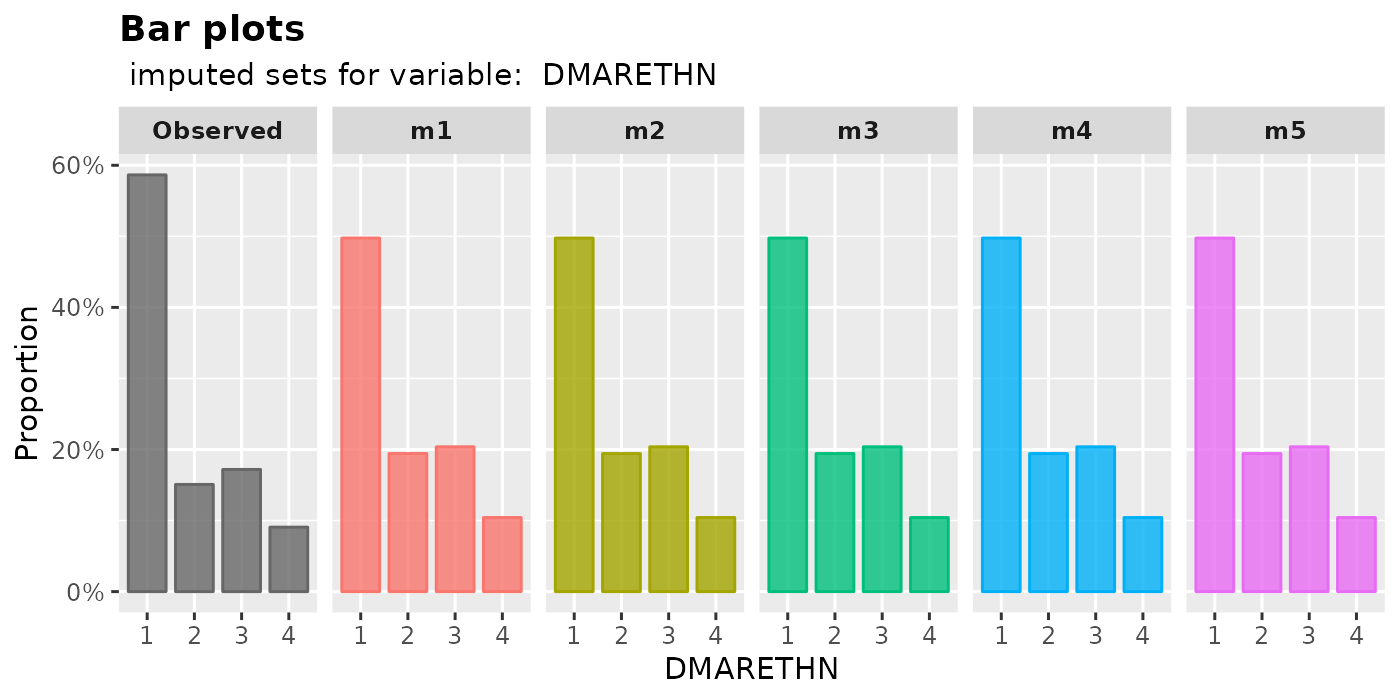 Bar plots
imputed sets for variable:  DMARETHN
Observed m1 m2 m3 m4 m5
60%
40%
20%
0%
Proportion
1 2 3 4 1 2 3 4 1 2 3 4 1 2 3 4 1 2 3 4 1 2 3 4
DMARETHN